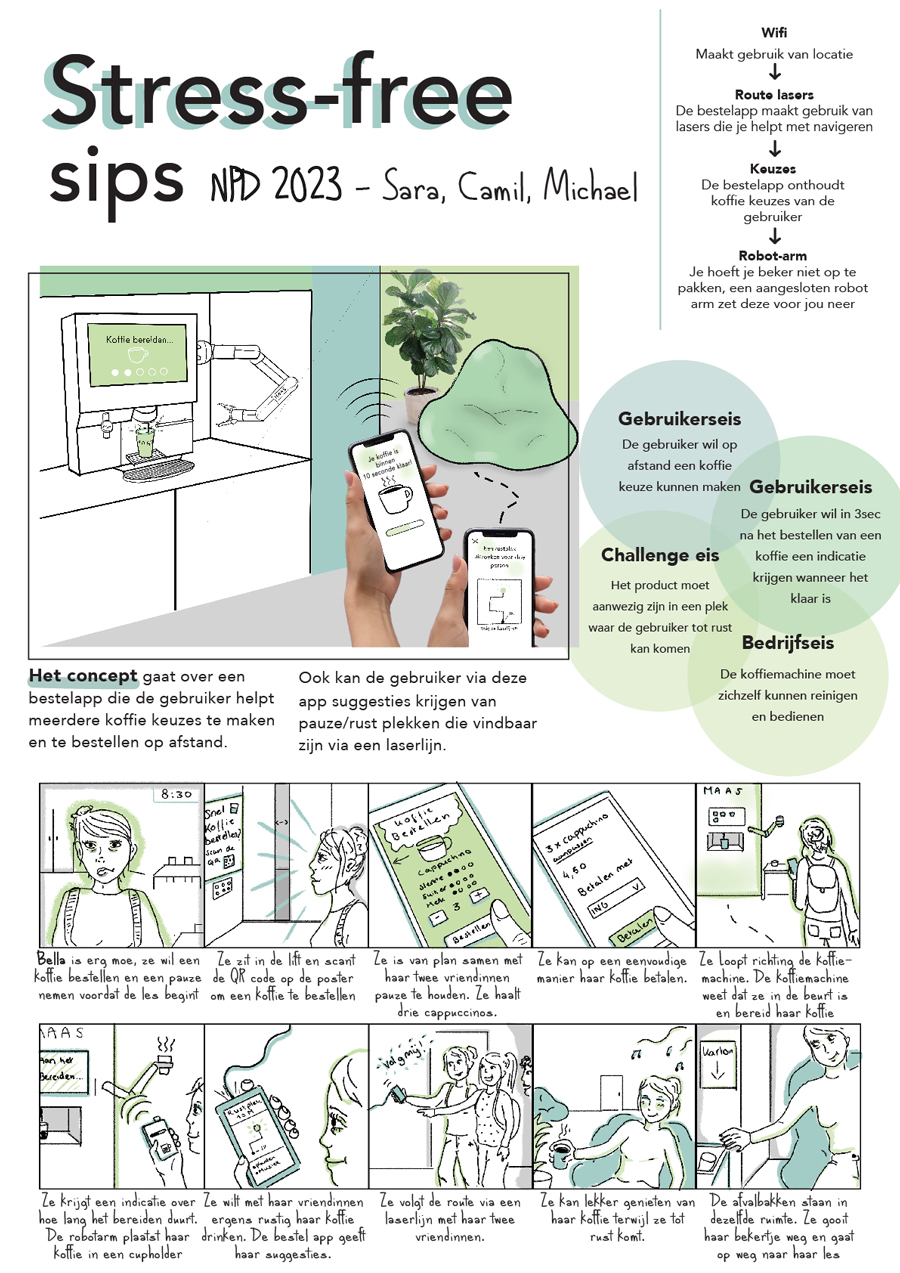 Stress-free
sips NPD 2023 - Sara, Camil, Michael
Wifi
Maakt gebruik van locatie
Route lasers
De bestelapp maakt gebruik van
lasers die je helpt met navigeren
Keuzes
De bestelapp onthoudt
koffie keuzes van de
gebruiker
Robot-arm
Je hoeft je beker niet op te
pakken, een aangesloten robot
arm zet deze voor jou neer
Koffie bereidan...
Je koffie is
binnen
10 seconde klaar!
Gebruikerseis
De gebruiker wil op
afstand een koffie
keuze kunnen maken
Gebruikerseis
De gebruiker wil in 3sec
na het bestellen van een
koffie een indicatie
krijgen wanneer het
klaar is
Challenge eis
Het product moet
aanwezig zijn in een plek
waar de gebruiker tot rust
kan komen
Bedrijfseis
De koffiemachine moet
zichzelf kunnen reinigen
en bedienen
Het concept gaat over een
bestelapp die de gebruiker helpt
meerdere koffie keuzes te maken
en te bestellen op afstand.
Ook kan de gebruiker via deze
app suggesties krijgen van
pauze/rust plekken die vindbaar
zijn via een laserlijn.
8:30
Snel
Koffie
bestellen?
Scan de
QR
<->
Koffie
Bestellen
Cappuchino
Sterkte
Suiker
Melk
- 3 +
Bestellen
3 x cappuchino
4,50
Betalen met
ING V
Betalen
MAAS
Bella is erg moe, ze wil een
koffie bestellen en een pauze
nemen voordat de les begint
Ze zit in de lift en scant
de QR code op de poster
om een koffie te bestellen
Ze is van plan samen met
haar twee vriendinnen
pauze te houden. Ze haalt
drie cappuccinos.
Ze kan op een eenvoudige
manier haar koffie betalen.
Ze loopt richting de koffie-
machine. De koffiemachine
weet dat ze in de beurt is
en bereid haar koffie
MAAS
aan het
Bereiden...
Volg mij!
Karton
Ze krijgt een indicatie over
hoe lang het bereiden duurt.
De robotarm plaatst haar
koffie in een cupholder
Ze wilt met haar vriendinnen
ergens rustig haar koffie
drinken. De bestel app geeft
haar suggesties.
Ze volgt de route via een
laserlijn met haar twee
vriendinnen.
Ze kan lekker genieten van
haar koffie terwijl ze tot
rust komt.
De afvalbakken staan in
dezelfde ruimte. Ze gooit
haar bekertje weg en gaat
op weg naar haar les